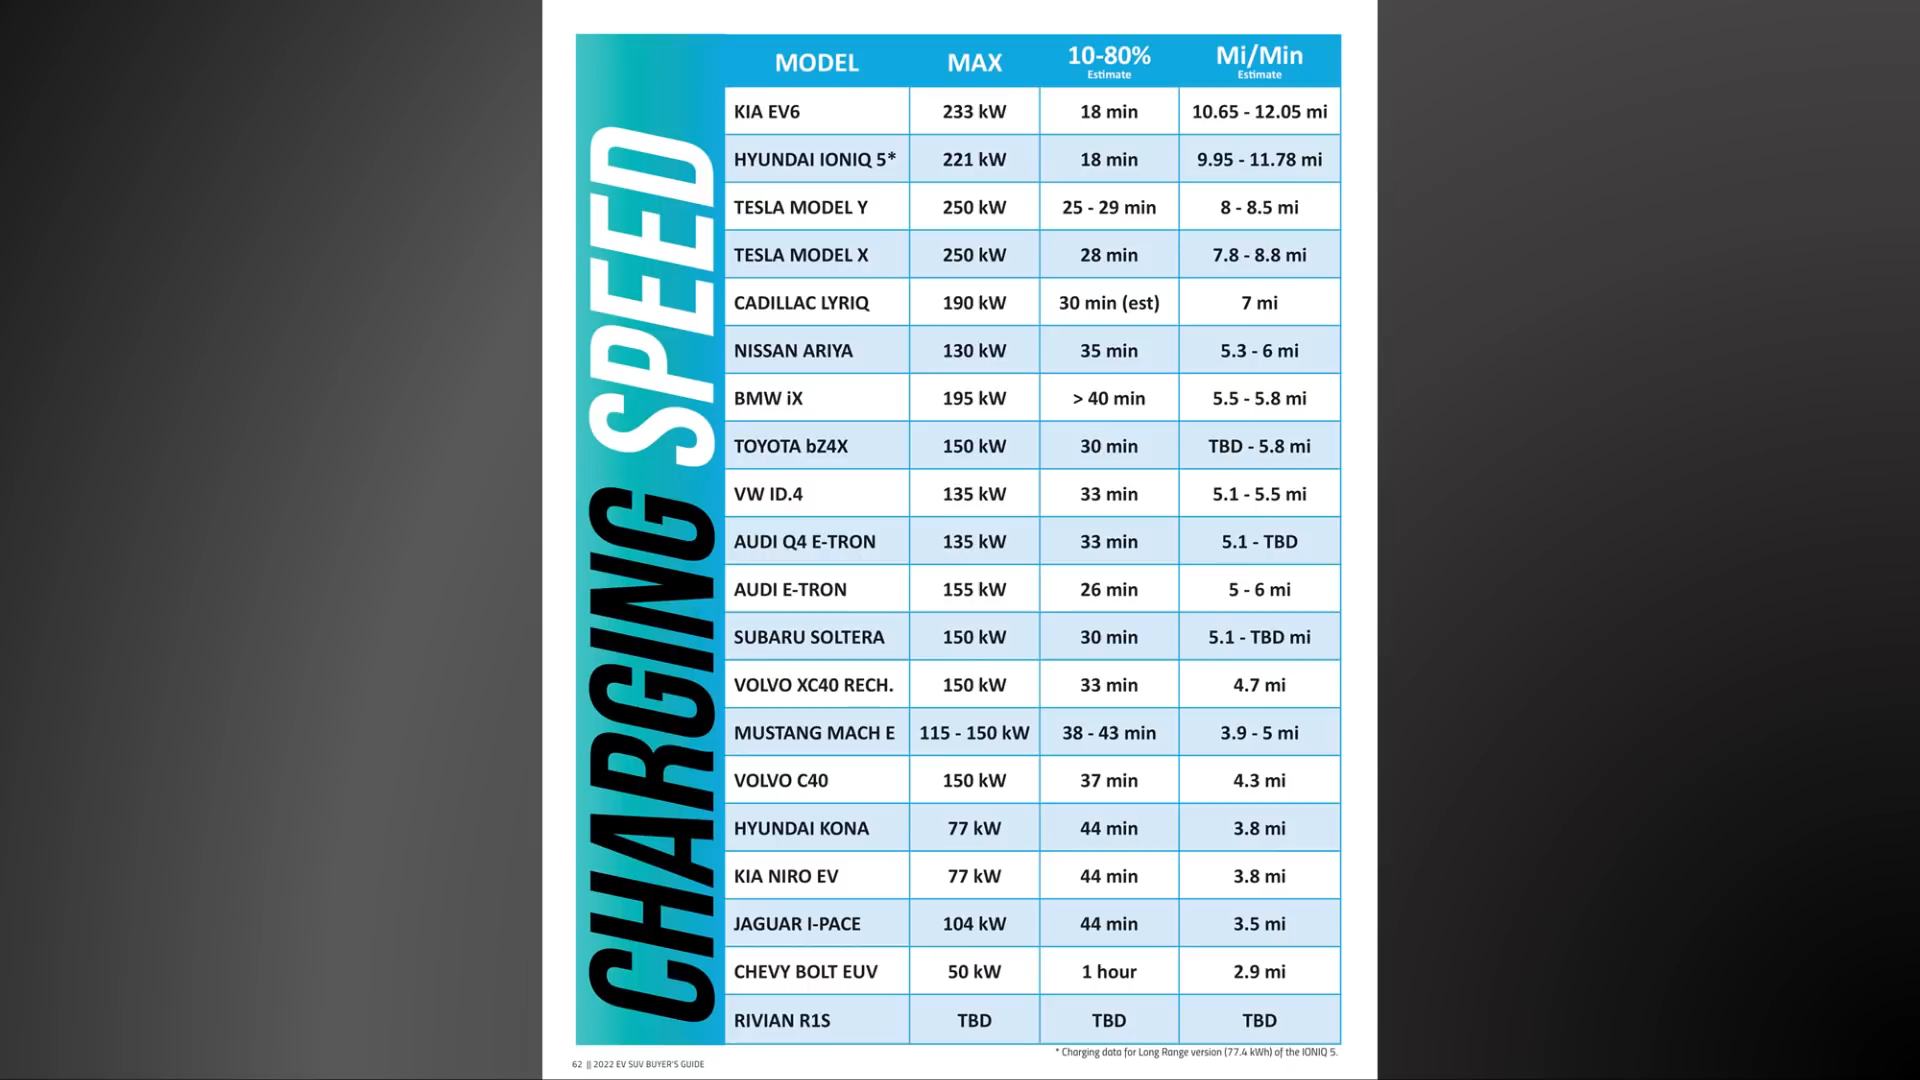 CHARGING SPEED
MODEL MAX 10-80% Estimate Mi/Min Estimate
KIA EV6 233 kW 18 min 10.65 - 12.05 mi
HYUNDAI IONIQ 5* 221 kW 18 min 9.95 - 11.78 mi
TESLA MODEL Y 250 kW 25 - 29 min 8 - 8.5 mi
TESLA MODEL X 250 kW 28 min 7.8 - 8.8 mi
CADILLAC LYRIQ 190 kW 30 min (est) 7 mi
NISSAN ARIYA 130 kW 35 min 5.3 - 6 mi
BMW iX 195 kW > 40 min 5.5 - 5.8 mi
TOYOTA bZ4X 150 kW 30 min TBD - 5.8 mi
VW ID.4 135 kW 33 min 5.1 - 5.5 mi
AUDI Q4 E-TRON 135 kW 33 min 5.1 - TBD
AUDI E-TRON 155 kW 26 min 5 - 6 mi
SUBARU SOLTERA 150 kW 30 min 5.1 - TBD mi
VOLVO XC40 RECH. 150 kW 33 min 4.7 mi
MUSTANG MACH E 115 - 150 kW 38 - 43 min 3.9 - 5 mi
VOLVO C40 150 kW 37 min 4.3 mi
HYUNDAI KONA 77 kW 44 min 3.8 mi
KIA NIRO EV 77 kW 44 min 3.8 mi
JAGUAR I-PACE 104 kW 44 min 3.5 mi
CHEVY BOLT EUV 50 kW 1 hour 2.9 mi
RIVIAN R1S TBD TBD TBD
* Charging data for Long Range version (77.4 kWh) of the IONIQ 5.
62 || 2022 EV SUV BUYER'S GUIDE